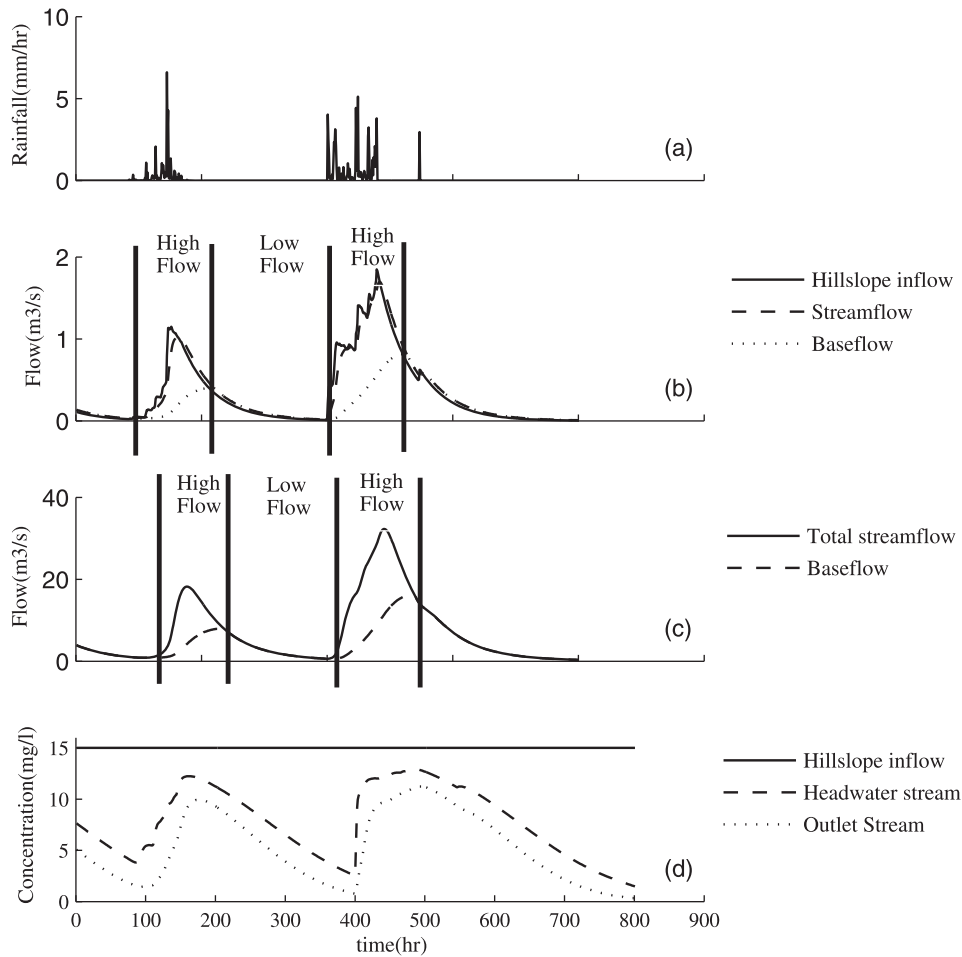 10
5
0
Rainfall(mm/hr)
(a)
High
Flow
Low
Flow
High
Flow
2
1
0
Flow(m3/s)
(b)
Hillslope inflow
Streamflow
Baseflow
High
Flow
Low
Flow
High
Flow
40
20
0
Flow(m3/s)
(c)
Total streamflow
Baseflow
15
10
5
0
Concentration(mg/l)
(d)
Hillslope inflow
Headwater stream
Outlet Stream
0 100 200 300 400 500 600 700 800 900
time(hr)